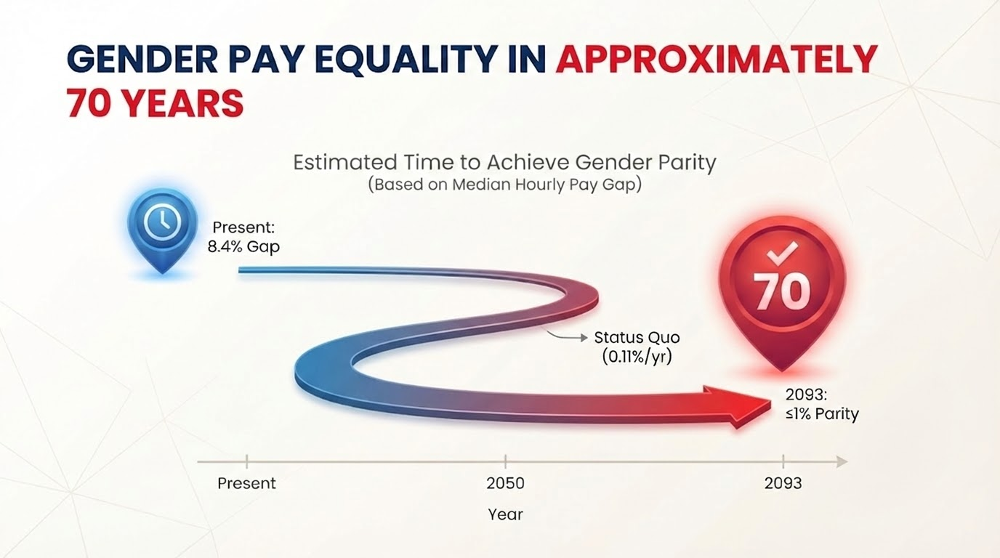 GENDER PAY EQUALITY IN APPROXIMATELY
70 YEARS
Estimated Time to Achieve Gender Parity
(Based on Median Hourly Pay Gap)
Present:
8.4% Gap
70
Status Quo
(0.11%/yr)
2093:
≤1% Parity
Present
2050
2093
Year